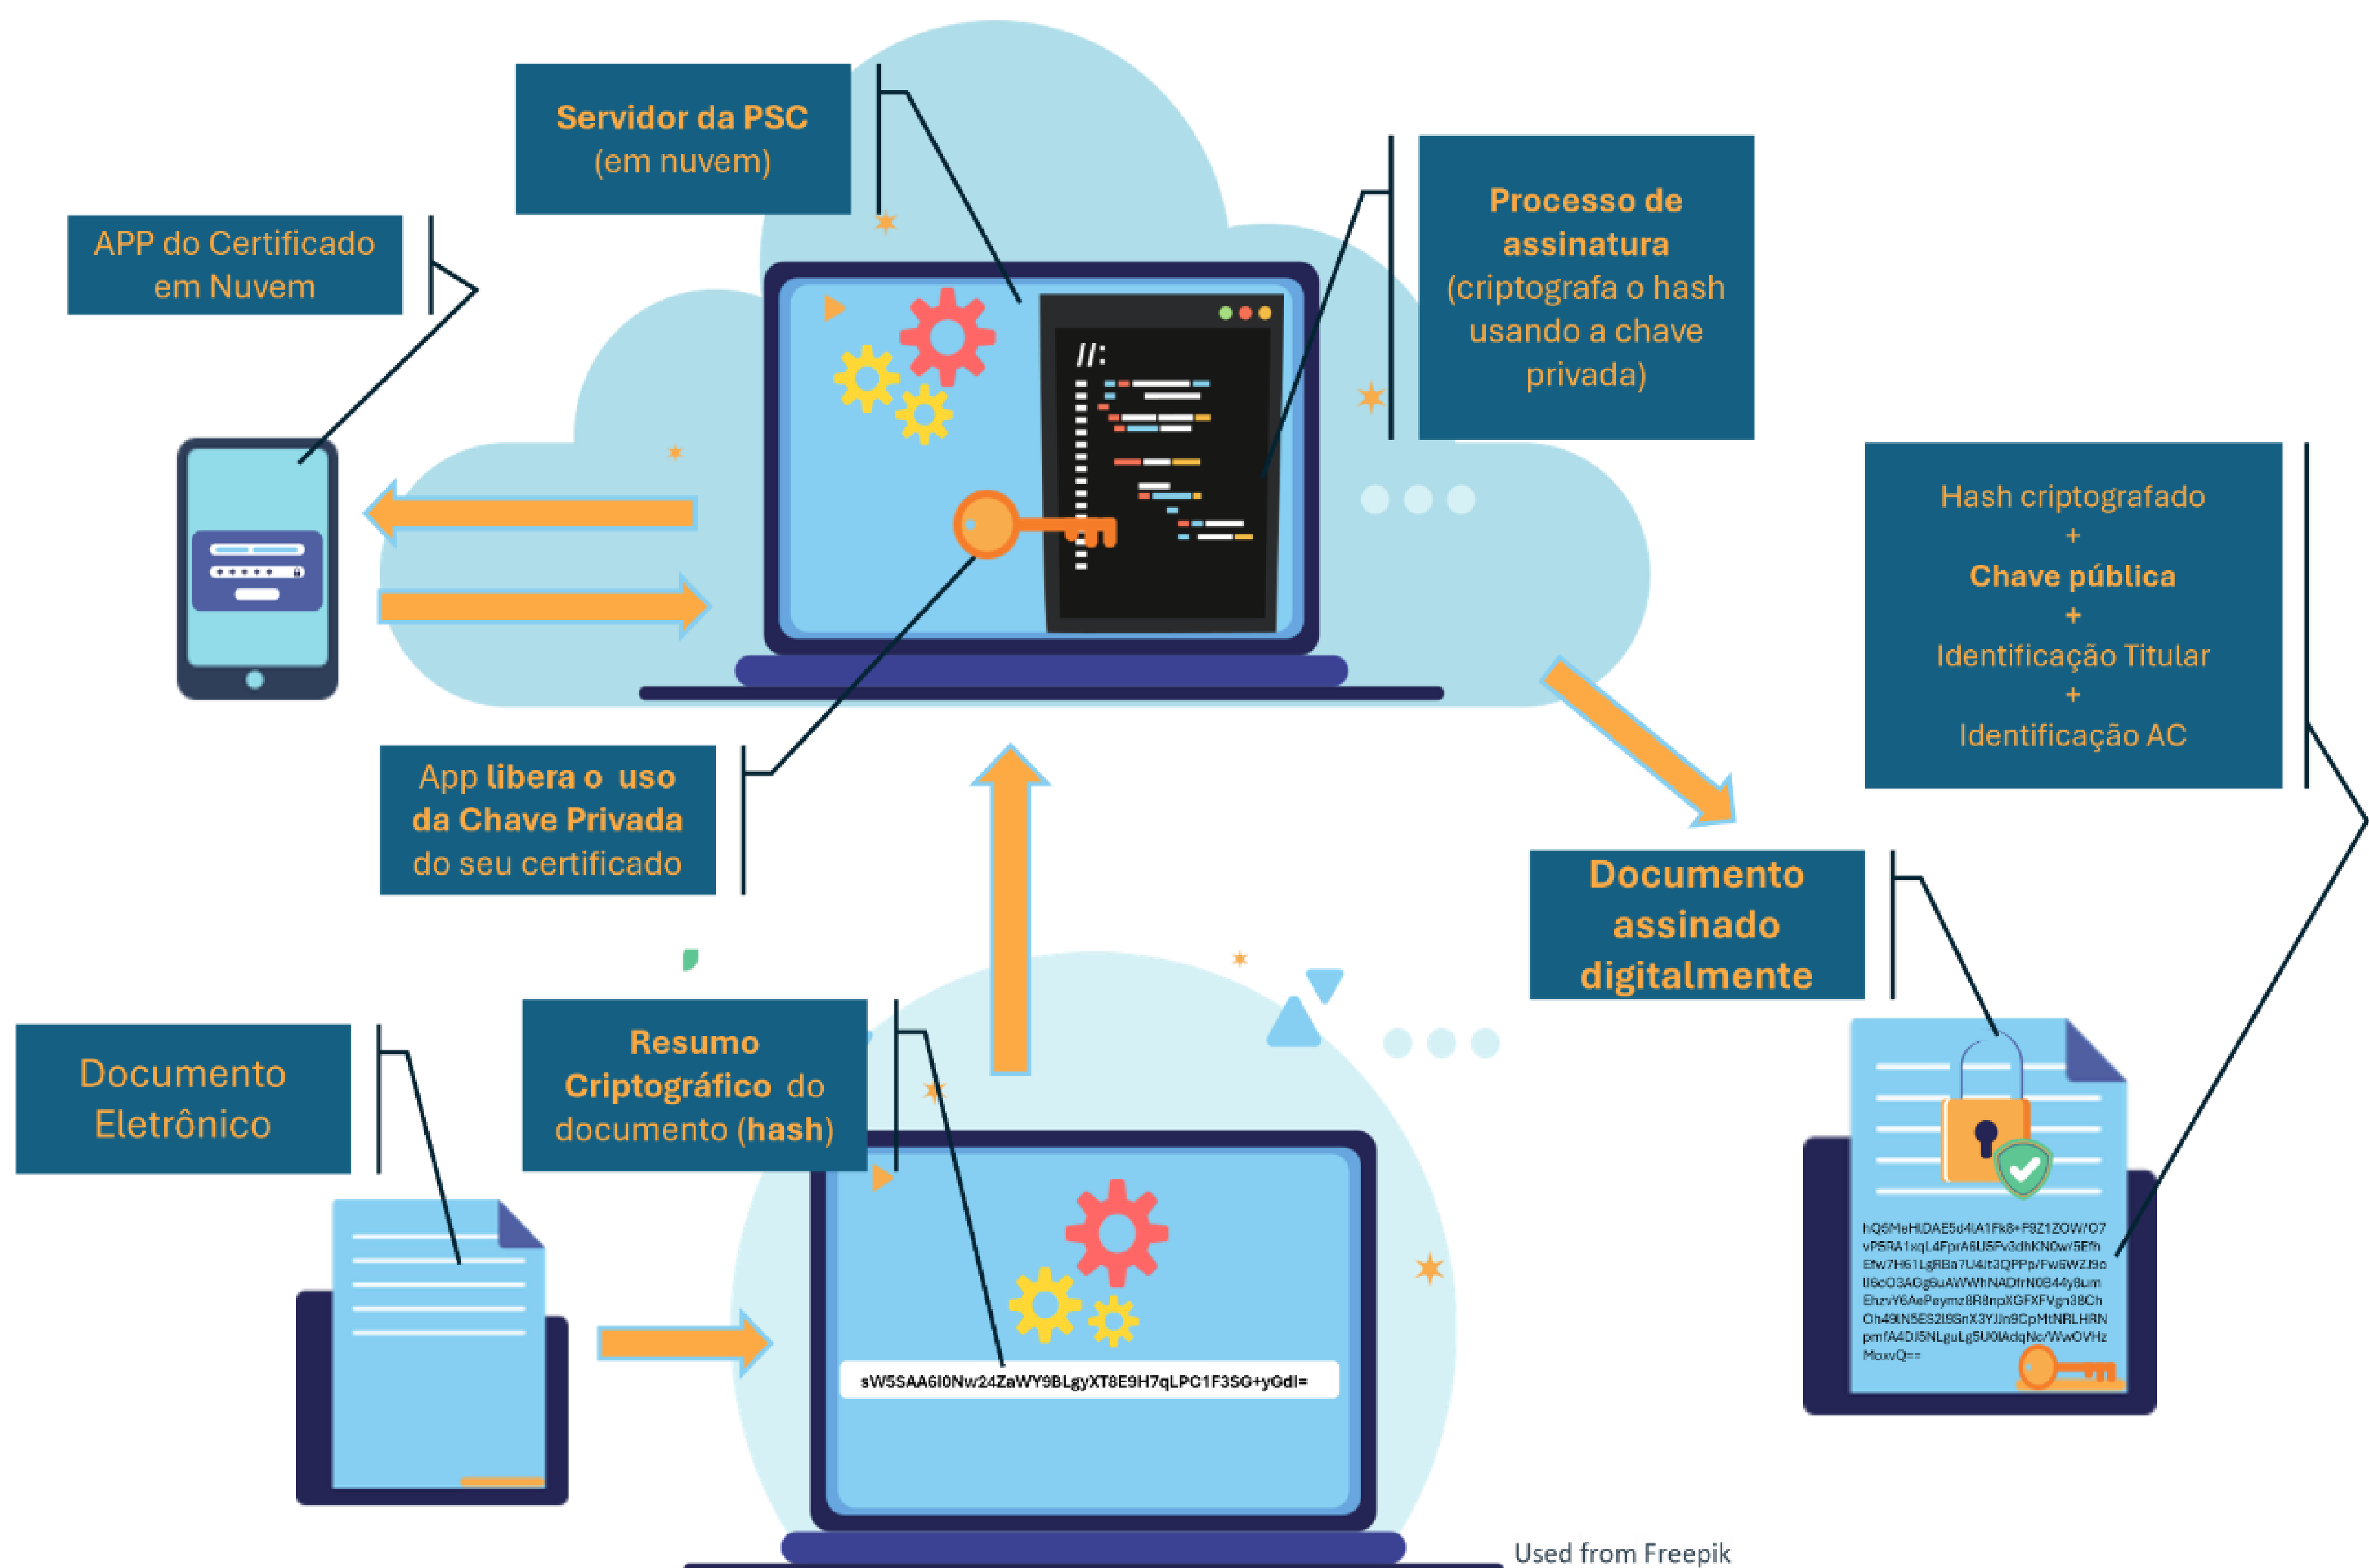 Servidor da PSC
(em nuvem)
APP do Certificado
em Nuvem
Processo de
assinatura
(criptografa o hash
usando a chave
privada)
//:
Hash criptografado
+
Chave pública
+
Identificação Titular
+
Identificação AC
App libera o uso
da Chave Privada
do seu certificado
Documento
assinado
digitalmente
Documento
Eletrônico
Resumo
Criptográfico do
documento (hash)
sW5SAA6I0Nw24ZaWY9BLgyXT8E9H7qLPC1F3SG+yGdI=
MoxvQ==
Used from Freepik